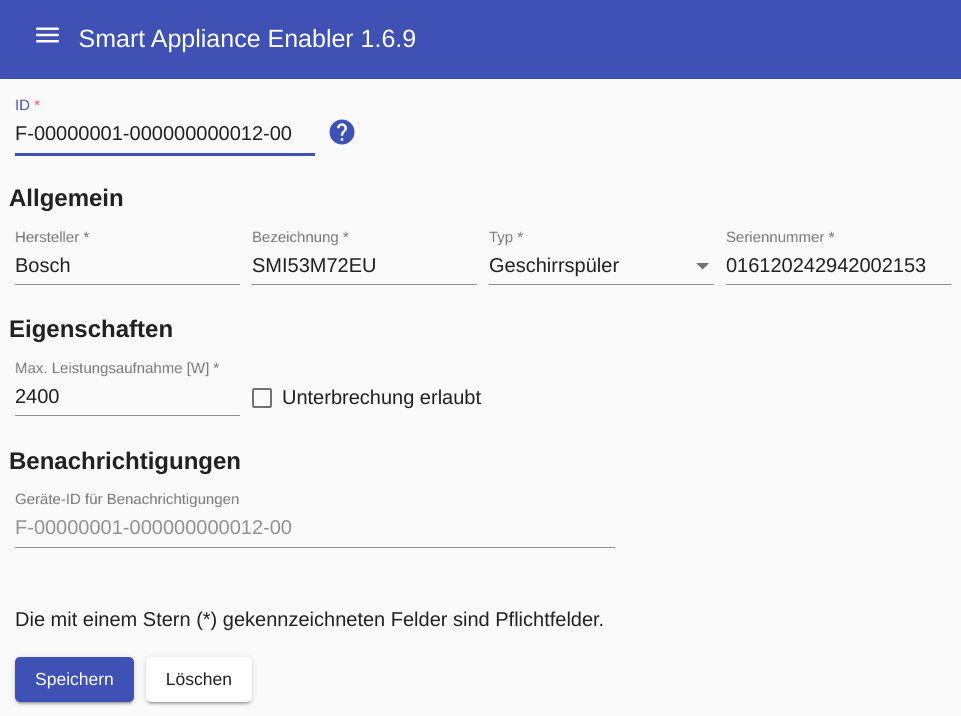 Smart Appliance Enabler 1.6.9
ID *
F-00000001-000000000012-00 ?
Allgemein
Hersteller * Bezeichnung * Typ * Seriennummer *
Bosch SMI53M72EU Geschirrspüler 016120242942002153
Eigenschaften
Max. Leistungsaufnahme [W] *
2400 Unterbrechung erlaubt
Benachrichtigungen
Geräte-ID für Benachrichtigungen
F-00000001-000000000012-00
Die mit einem Stern (*) gekennzeichneten Felder sind Pflichtfelder.
Speichern Löschen